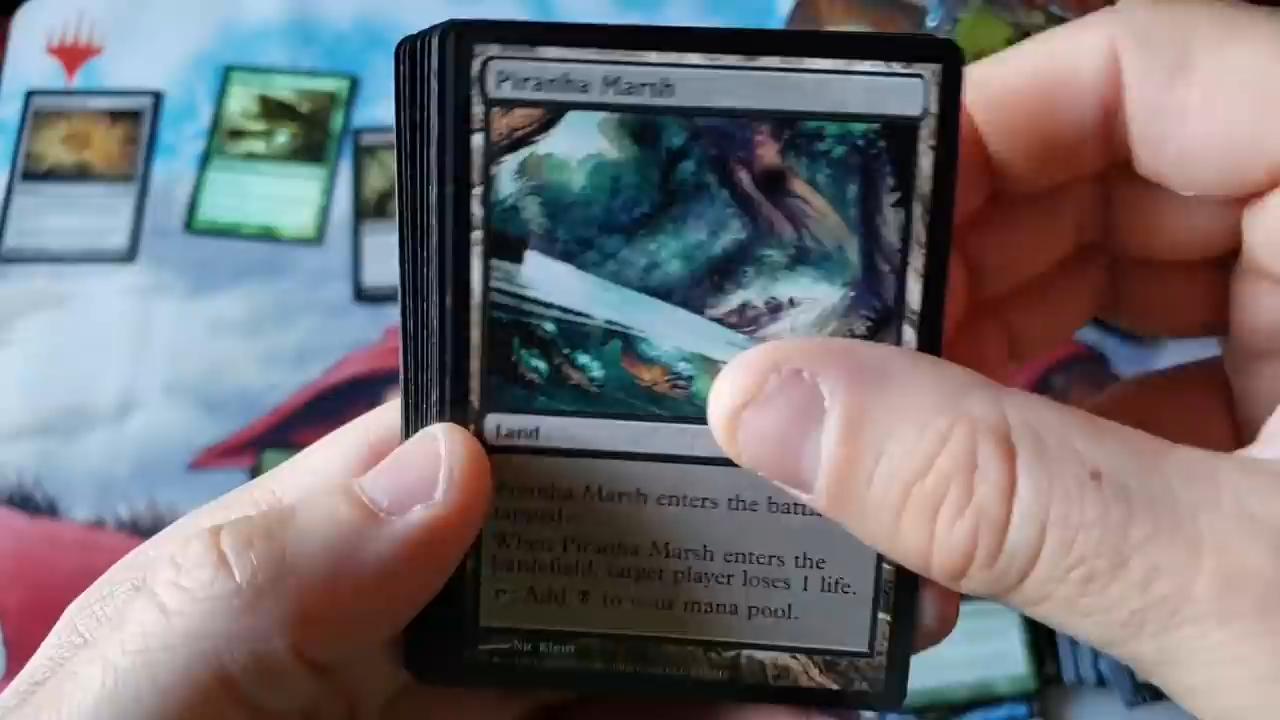 Piranha Marsh
Land
Piranha Marsh enters the
tapped.
When Piranha Marsh enters the
battlefield, target player loses 1 life.
: Add to your mana pool.
Nic Klein